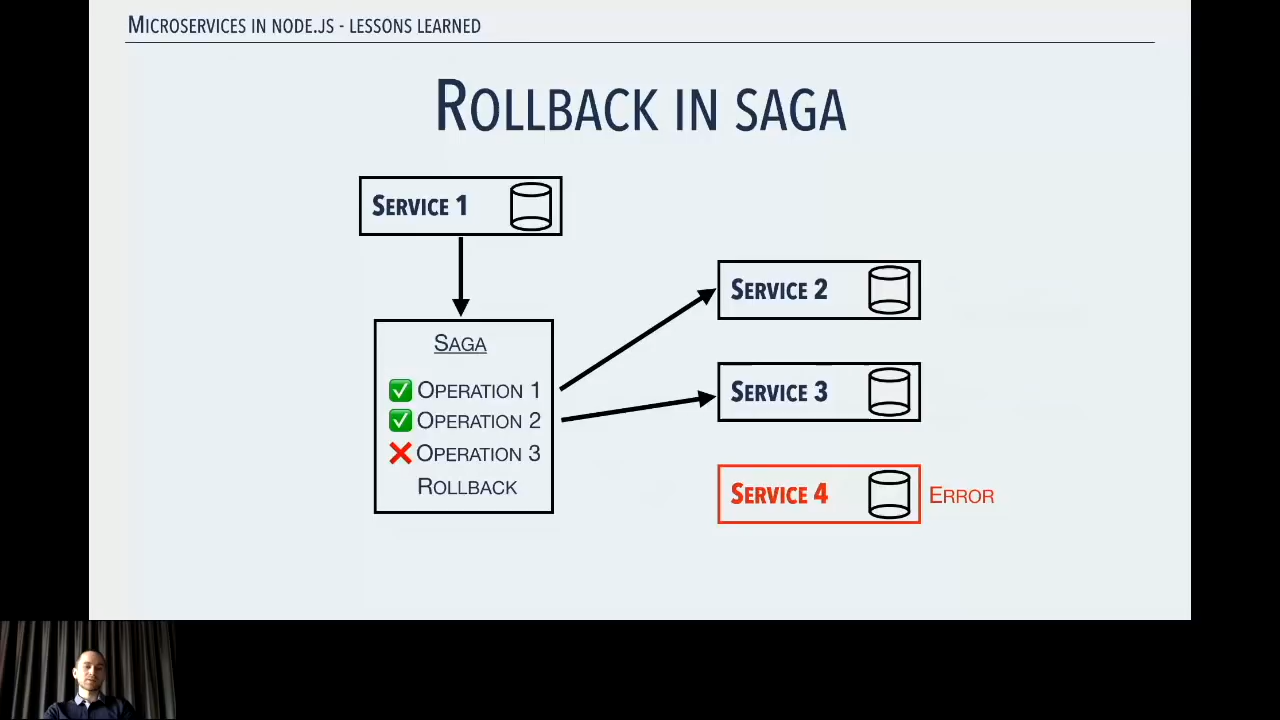 MICROSERVICES IN NODE.JS - LESSONS LEARNED
ROLLBACK IN SAGA
SERVICE 1
SERVICE 2
SAGA
✅ OPERATION 1
✅ OPERATION 2
❌ OPERATION 3
ROLLBACK
SERVICE 3
SERVICE 4
ERROR